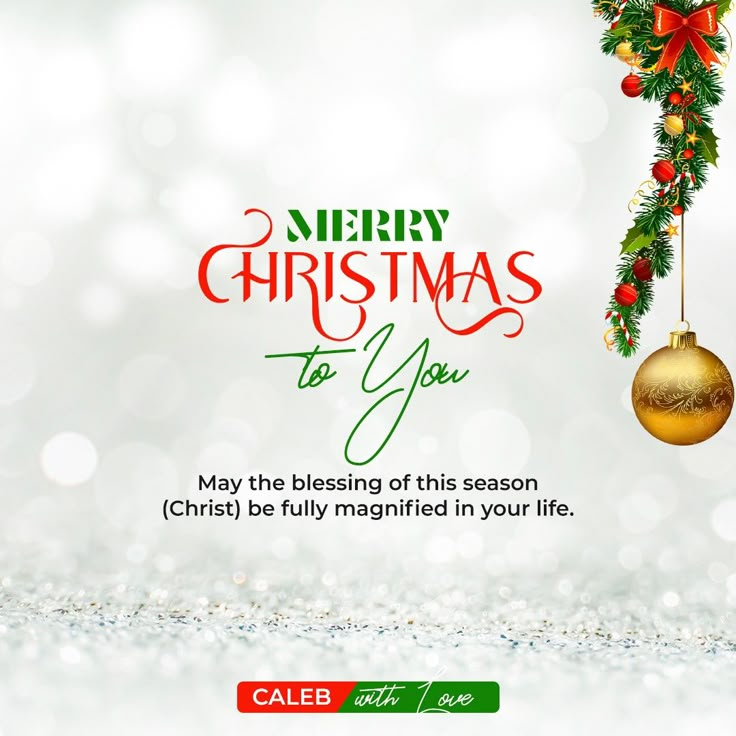 MERRY
CHRISTMAS
to You
May the blessing of this season
(Christ) be fully magnified in your life.
CALEB with Love